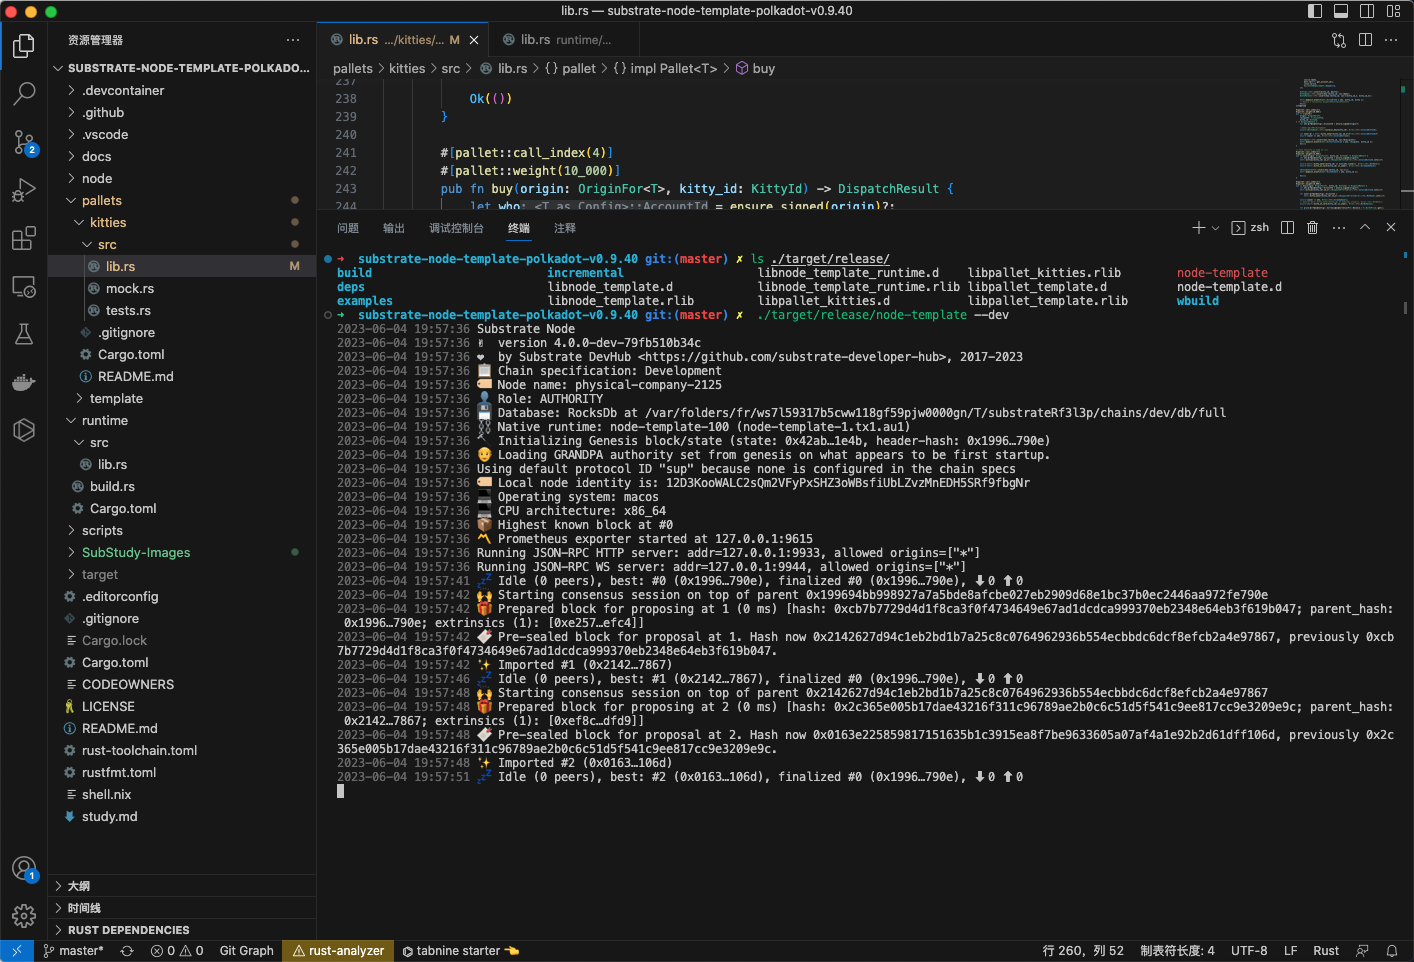 lib.rs — substrate-node-template-polkadot-v0.9.40
资源管理器
SUBSTRATE-NODE-TEMPLATE-POLKADO...
.devcontainer
.github
.vscode
docs
node
pallets
kitties
src
lib.rs M
mock.rs
tests.rs
.gitignore
Cargo.toml
README.md
template
runtime
src
lib.rs
build.rs
Cargo.toml
scripts
SubStudy-Images
target
.editorconfig
.gitignore
Cargo.lock
Cargo.toml
CODEOWNERS
LICENSE
README.md
rust-toolchain.toml
rustfmt.toml
shell.nix
study.md
大纲
时间线
RUST DEPENDENCIES
2
1
lib.rs .../kitties/... M
lib.rs runtime/...
pallets > kitties > src > lib.rs > {} pallet > {} impl Pallet<T> > buy
237
238 Ok(())
239 }
240
241 #[pallet::call_index(4)]
242 #[pallet::weight(10_000)]
243 pub fn buy(origin: OriginFor<T>, kitty_id: KittyId) -> DispatchResult {
244 let who: <T as Config>::AccountId = ensure_signed(origin)?;
问题 输出 调试控制台 终端 注释
zsh
➜ substrate-node-template-polkadot-v0.9.40 git:(master) ✗ ls ./target/release/
build incremental libnode_template_runtime.d libpallet_kitties.rlib node-template
deps libnode_template.d libnode_template_runtime.rlib libpallet_template.d node-template.d
examples libnode_template.rlib libpallet_kitties.d libpallet_template.rlib wbuild
➜ substrate-node-template-polkadot-v0.9.40 git:(master) ✗ ./target/release/node-template --dev
2023-06-04 19:57:36 Substrate Node
2023-06-04 19:57:36 ✌️ version 4.0.0-dev-79fb510b34c
2023-06-04 19:57:36 ❤️ by Substrate DevHub <https://github.com/substrate-developer-hub>, 2017-2023
2023-06-04 19:57:36 📋 Chain specification: Development
2023-06-04 19:57:36 🏷 Node name: physical-company-2125
2023-06-04 19:57:36 👤 Role: AUTHORITY
2023-06-04 19:57:36 💾 Database: RocksDb at /var/folders/fr/ws7l59317b5cww118gf59pjw0000gn/T/substrateRf3l3p/chains/dev/db/full
2023-06-04 19:57:36 ⛓ Native runtime: node-template-100 (node-template-1.tx1.au1)
2023-06-04 19:57:36 🔨 Initializing Genesis block/state (state: 0x42ab…1e4b, header-hash: 0x1996…790e)
2023-06-04 19:57:36 👴 Loading GRANDPA authority set from genesis on what appears to be first startup.
2023-06-04 19:57:36 Using default protocol ID "sup" because none is configured in the chain specs
2023-06-04 19:57:36 🏷 Local node identity is: 12D3KooWALC2sQm2VFyPxSHZ3oWBsfiUbLZvzMnEDH5SRf9fbgNr
2023-06-04 19:57:36 💻 Operating system: macos
2023-06-04 19:57:36 💻 CPU architecture: x86_64
2023-06-04 19:57:36 📦 Highest known block at #0
2023-06-04 19:57:36 〽️ Prometheus exporter started at 127.0.0.1:9615
2023-06-04 19:57:36 Running JSON-RPC HTTP server: addr=127.0.0.1:9933, allowed origins=["*"]
2023-06-04 19:57:36 Running JSON-RPC WS server: addr=127.0.0.1:9944, allowed origins=["*"]
2023-06-04 19:57:41 💤 Idle (0 peers), best: #0 (0x1996…790e), finalized #0 (0x1996…790e), ⬇ 0 ⬆ 0
2023-06-04 19:57:42 🙌 Starting consensus session on top of parent 0x199694bb998927a7a5bde8afcbe027eb2909d68e1bc37b0ec2446aa972fe790e
2023-06-04 19:57:42 🎁 Prepared block for proposing at 1 (0 ms) [hash: 0xcb7b7729d4d1f8ca3f0f4734649e67ad1dcdca999370eb2348e64eb3f619b047; parent_hash:
0x1996…790e; extrinsics (1): [0xe257…efc4]]
2023-06-04 19:57:42 🔖 Pre-sealed block for proposal at 1. Hash now 0x2142627d94c1eb2bd1b7a25c8c0764962936b554ecbbdc6dcf8efcb2a4e97867, previously 0xcb
7b7729d4d1f8ca3f0f4734649e67ad1dcdca999370eb2348e64eb3f619b047.
2023-06-04 19:57:42 ✨ Imported #1 (0x2142…7867)
2023-06-04 19:57:46 💤 Idle (0 peers), best: #1 (0x2142…7867), finalized #0 (0x1996…790e), ⬇ 0 ⬆ 0
2023-06-04 19:57:48 🙌 Starting consensus session on top of parent 0x2142627d94c1eb2bd1b7a25c8c0764962936b554ecbbdc6dcf8efcb2a4e97867
2023-06-04 19:57:48 🎁 Prepared block for proposing at 2 (0 ms) [hash: 0x2c365e005b17dae43216f311c96789ae2b0c6c51d5f541c9ee817cc9e3209e9c; parent_hash:
0x2142…7867; extrinsics (1): [0xef8c…dfd9]]
2023-06-04 19:57:48 🔖 Pre-sealed block for proposal at 2. Hash now 0x0163e225859817151635b1c3915ea8f7be9633605a07af4a1e92b2d61dff106d, previously 0x2c
365e005b17dae43216f311c96789ae2b0c6c51d5f541c9ee817cc9e3209e9c.
2023-06-04 19:57:48 ✨ Imported #2 (0x0163…106d)
2023-06-04 19:57:51 💤 Idle (0 peers), best: #2 (0x0163…106d), finalized #0 (0x1996…790e), ⬇ 0 ⬆ 0
master* 0 0 Git Graph rust-analyzer tabnine starter 👈 行 260，列 52 制表符长度: 4 UTF-8 LF Rust